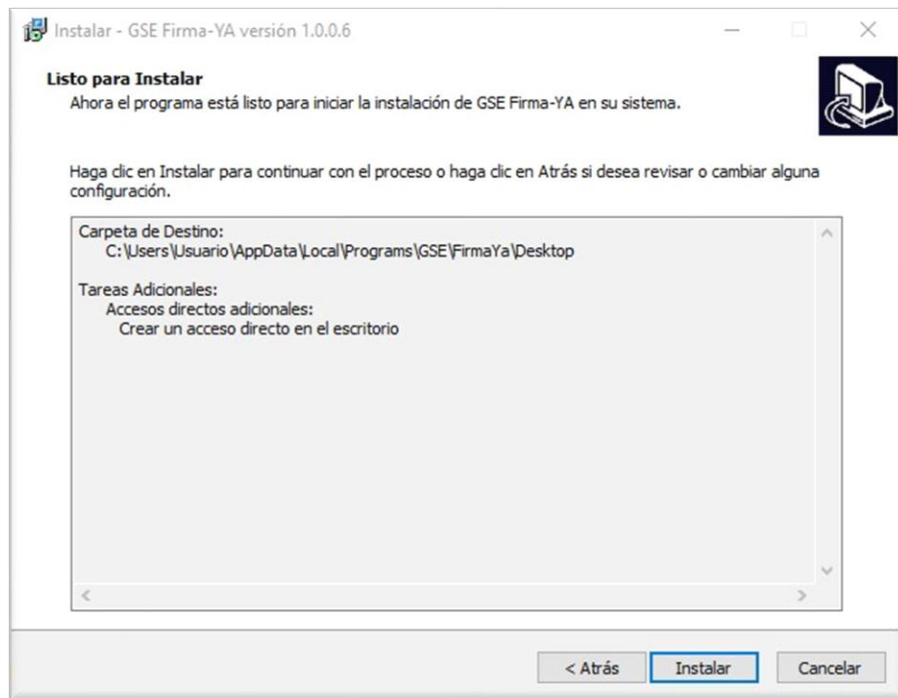 Instalar - GSE Firma-YA versión 1.0.0.6
Listo para Instalar
Ahora el programa está listo para iniciar la instalación de GSE Firma-YA en su sistema.
Haga clic en Instalar para continuar con el proceso o haga clic en Atrás si desea revisar o cambiar alguna
configuración.
Carpeta de Destino:
C:\Users\Usuario\AppData\Local\Programs\GSE\FirmaYa\Desktop
Tareas Adicionales:
Accesos directos adicionales:
Crear un acceso directo en el escritorio
< Atrás Instalar Cancelar